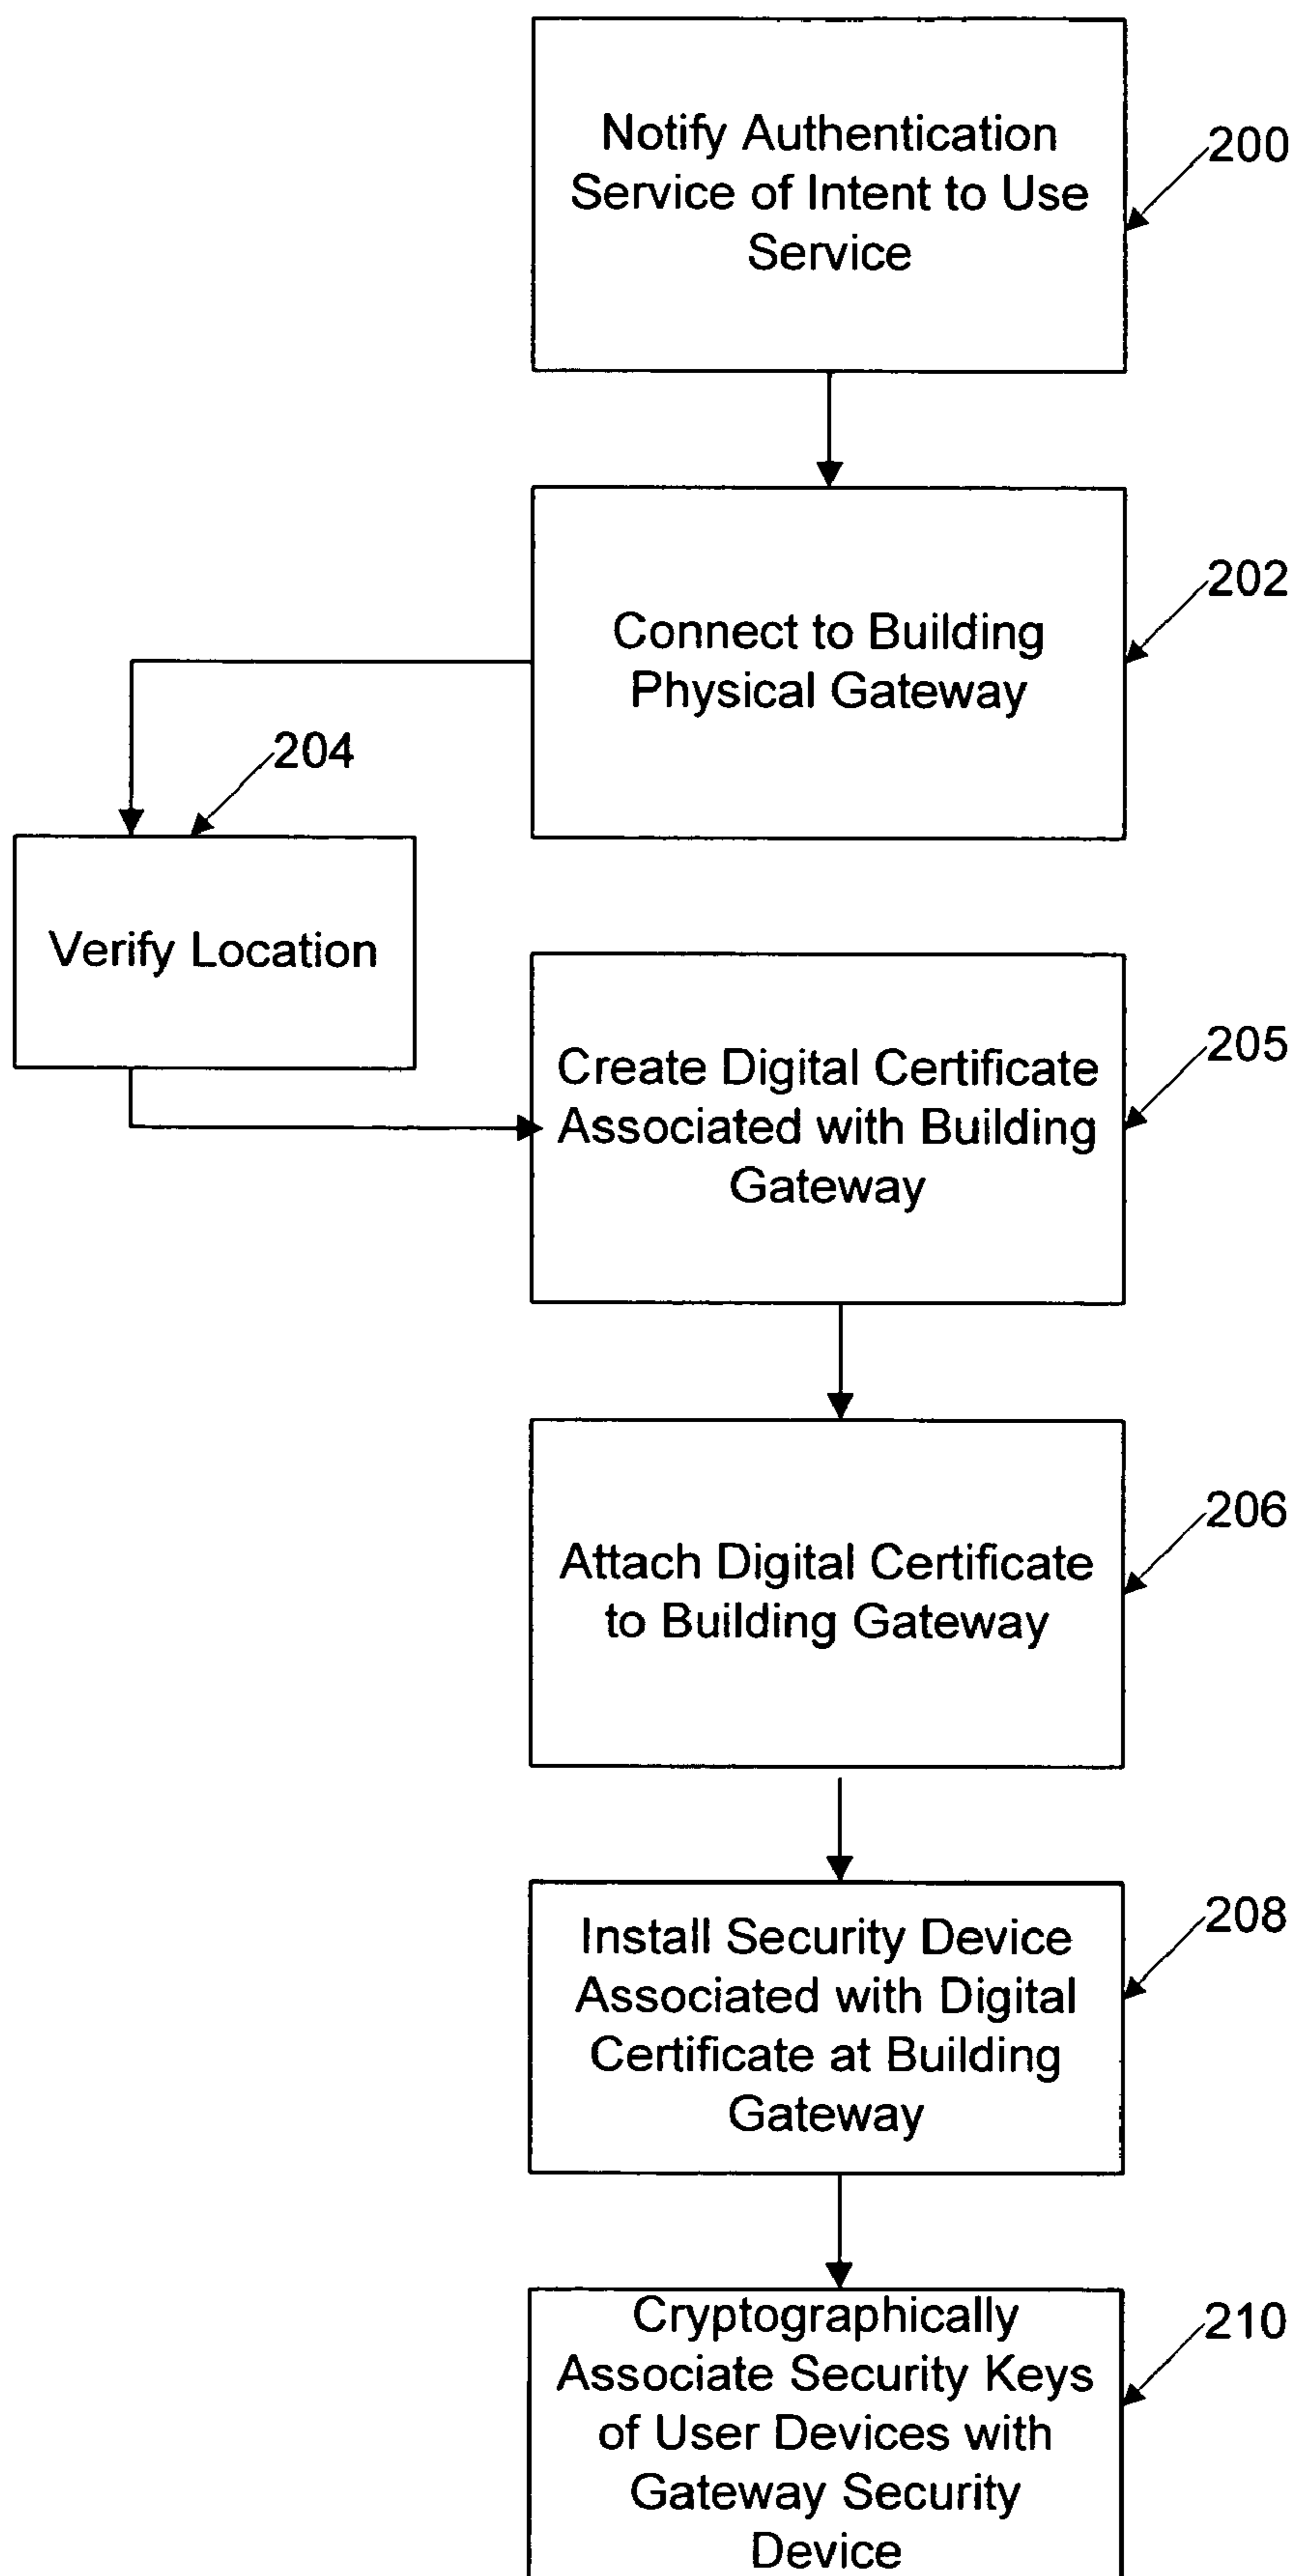 Notify Authentication
Service of Intent to Use
Service
200
Connect to Building
Physical Gateway
202
204
Verify Location
Create Digital Certificate
Associated with Building
Gateway
205
Attach Digital Certificate
to Building Gateway
206
Install Security Device
Associated with Digital
Certificate at Building
Gateway
208
Cryptographically
Associate Security Keys
of User Devices with
Gateway Security
Device
210